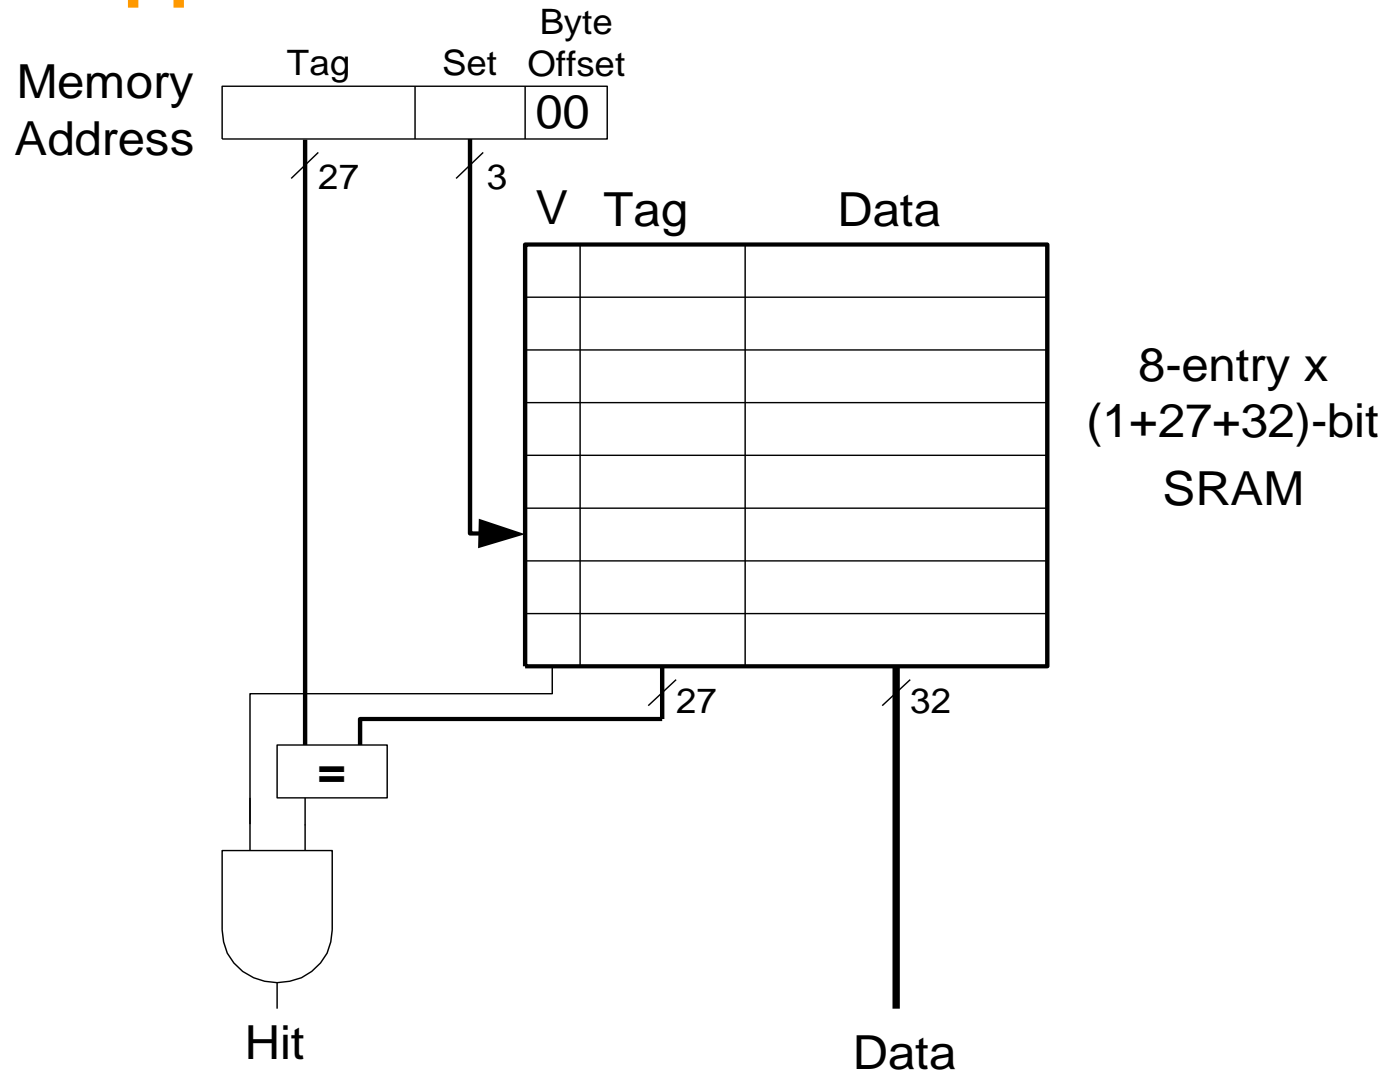 Byte
Tag Set Offset
Memory
Address
00
27 3
V Tag Data
8-entry x
(1+27+32)-bit
SRAM
27 32
=
Hit Data